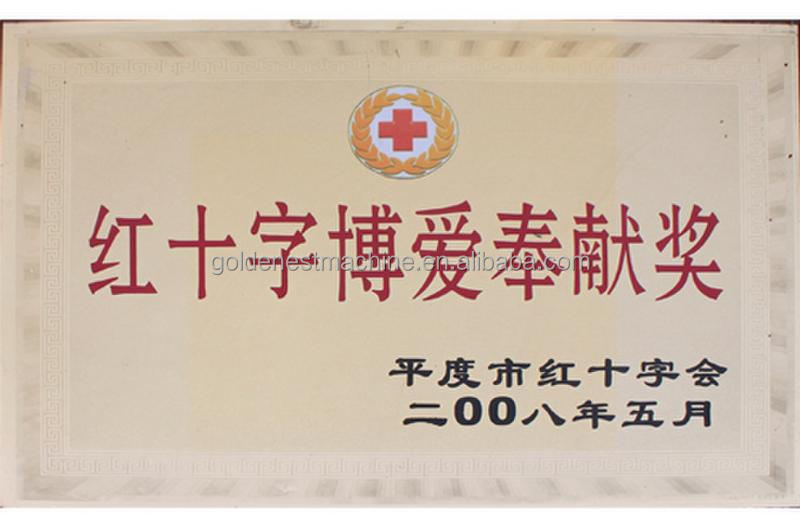 红十字博爱奉献奖
goldenestmachine.en.alibaba.com
平度市红十字会
二00八年五月